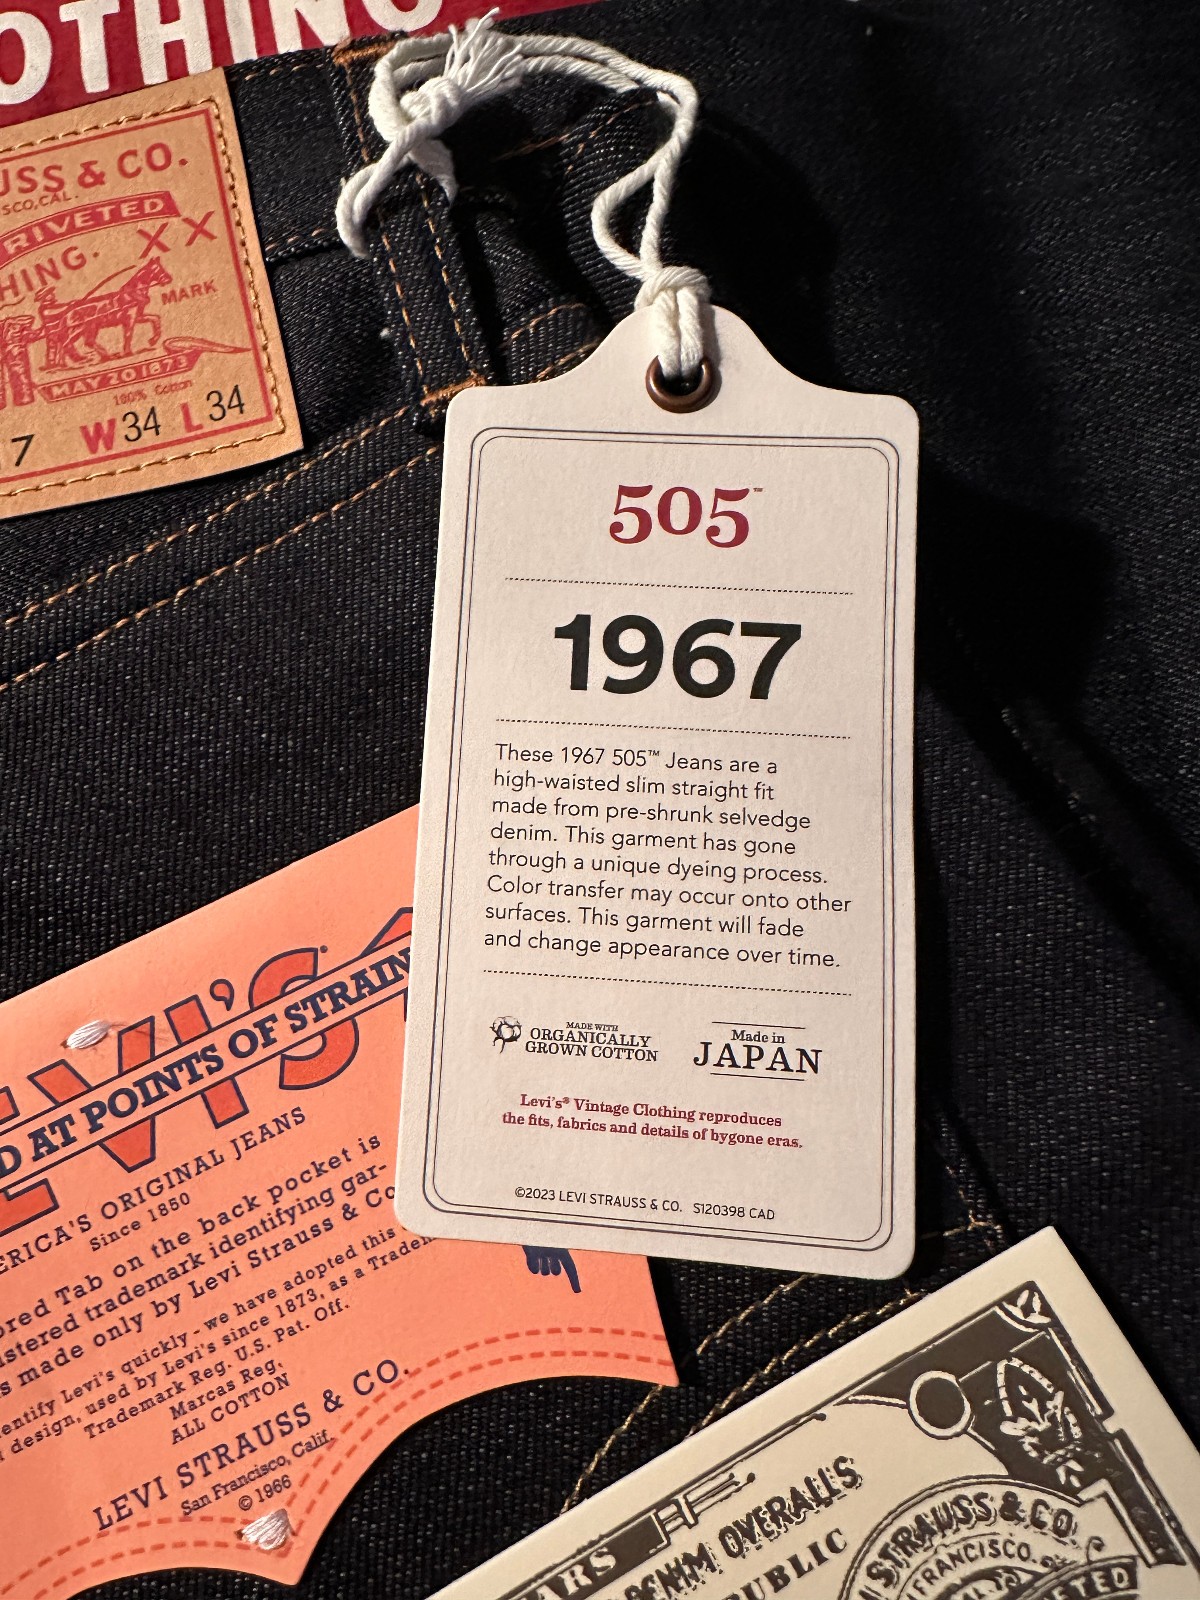 OTHING
USS & CO.
SCO, CAL.
RIVETED
HING. XX
MARK
MAY 20 1873
100% Cotton
7 W34 L34
505™
1967
These 1967 505™ Jeans are a
high-waisted slim straight fit
made from pre-shrunk selvedge
denim. This garment has gone
through a unique dyeing process.
Color transfer may occur onto other
surfaces. This garment will fade
and change appearance over time.
MADE WITH
ORGANICALLY
GROWN COTTON
Made in
JAPAN
Levi's® Vintage Clothing reproduces
the fits, fabrics and details of bygone eras.
©2023 LEVI STRAUSS & CO. S120398 CAD
EVI'S®
D AT POINTS OF STRAIN
ERICA'S ORIGINAL JEANS
Since 1850
ored Tab on the back pocket is
istered trademark identifying gar-
s made only by Levi Strauss & Co
entify Levi's quickly - we have adopted this
design, used by Levi's since 1873, as a Tradem
Trademark Reg. U.S. Pat. Off.
Marcas Reg.
ALL COTTON
LEVI STRAUSS & CO.
San Francisco, Calif.
© 1966
ARS
DENIM OVERALLS
PUBLIC
STRAUSS & CO.
FRANCISCO.